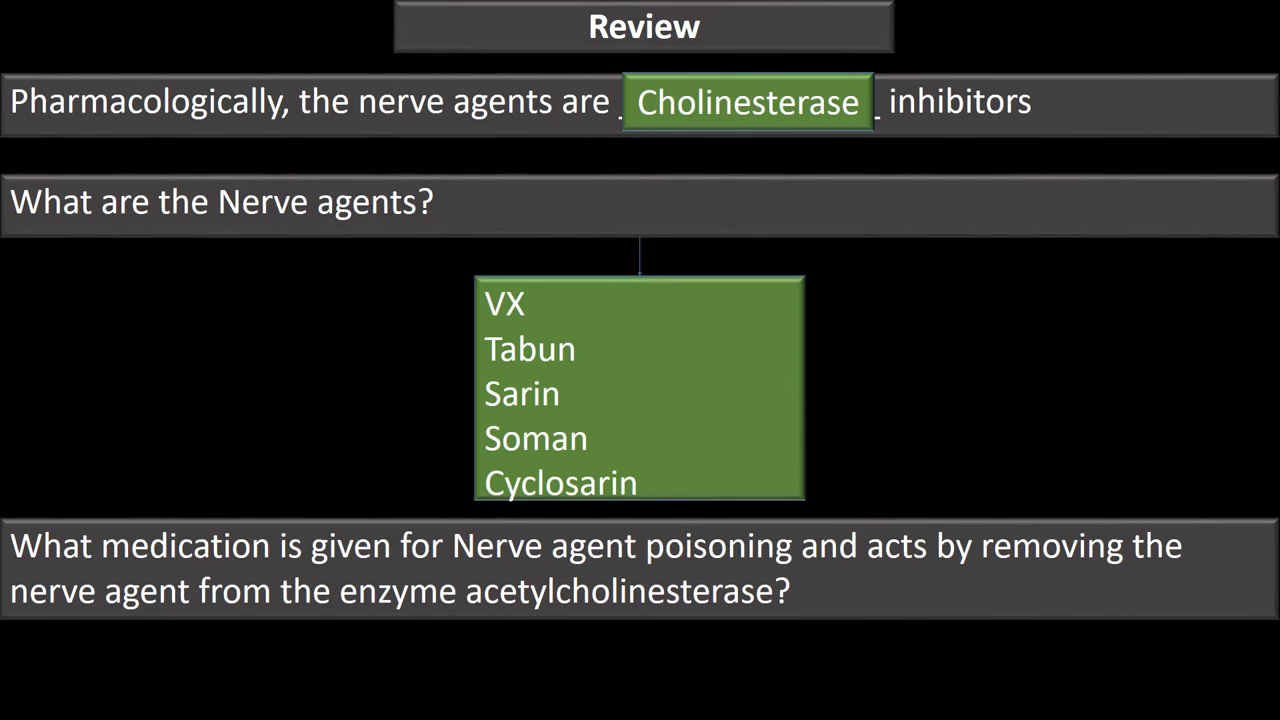 Review
Pharmacologically, the nerve agents are _Cholinesterase_ inhibitors
What are the Nerve agents?
VX
Tabun
Sarin
Soman
Cyclosarin
What medication is given for Nerve agent poisoning and acts by removing the
nerve agent from the enzyme acetylcholinesterase?